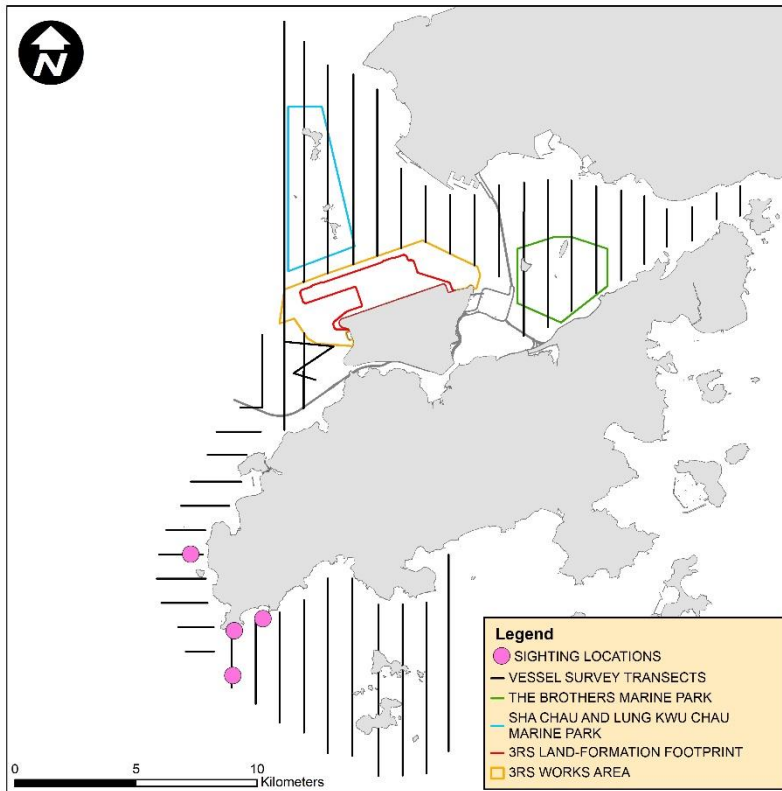 N
Legend
SIGHTING LOCATIONS
VESSEL SURVEY TRANSECTS
THE BROTHERS MARINE PARK
SHA CHAU AND LUNG KWU CHAU
MARINE PARK
3RS LAND-FORMATION FOOTPRINT
3RS WORKS AREA
0 5 10
Kilometers